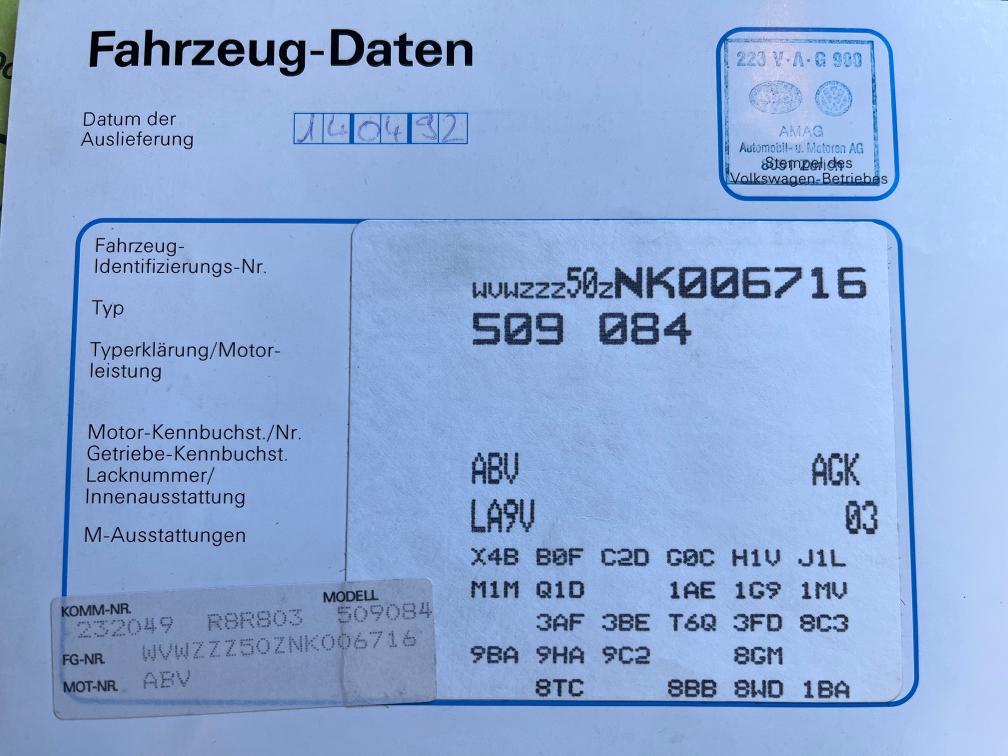 Fahrzeug-Daten
Datum der
Auslieferung
140492
223 V·A·G 900
AMAG
Automobil- u. Motoren AG
Stempel des
Volkswagen-Betriebes
Fahrzeug-
Identifizierungs-Nr.
WVWZZZ50ZNK006716
Typ
509 084
Typerklärung/Motor-
leistung
Motor-Kennbuchst./Nr.
Getriebe-Kennbuchst.
ABV AGK
Lacknummer/
Innenausstattung
LA9V 03
M-Ausstattungen
X4B B0F C2D G0C H1V J1L
M1M Q1D 1AE 1G9 1MV
3AF 3BE T6Q 3FD 8C3
9BA 9HA 9C2 8GM
8TC 8BB 8WD 1BA
KOMM-NR. MODELL
232049 R8R803 509084
FG-NR. WVWZZZ50ZNK006716
MOT-NR. ABV